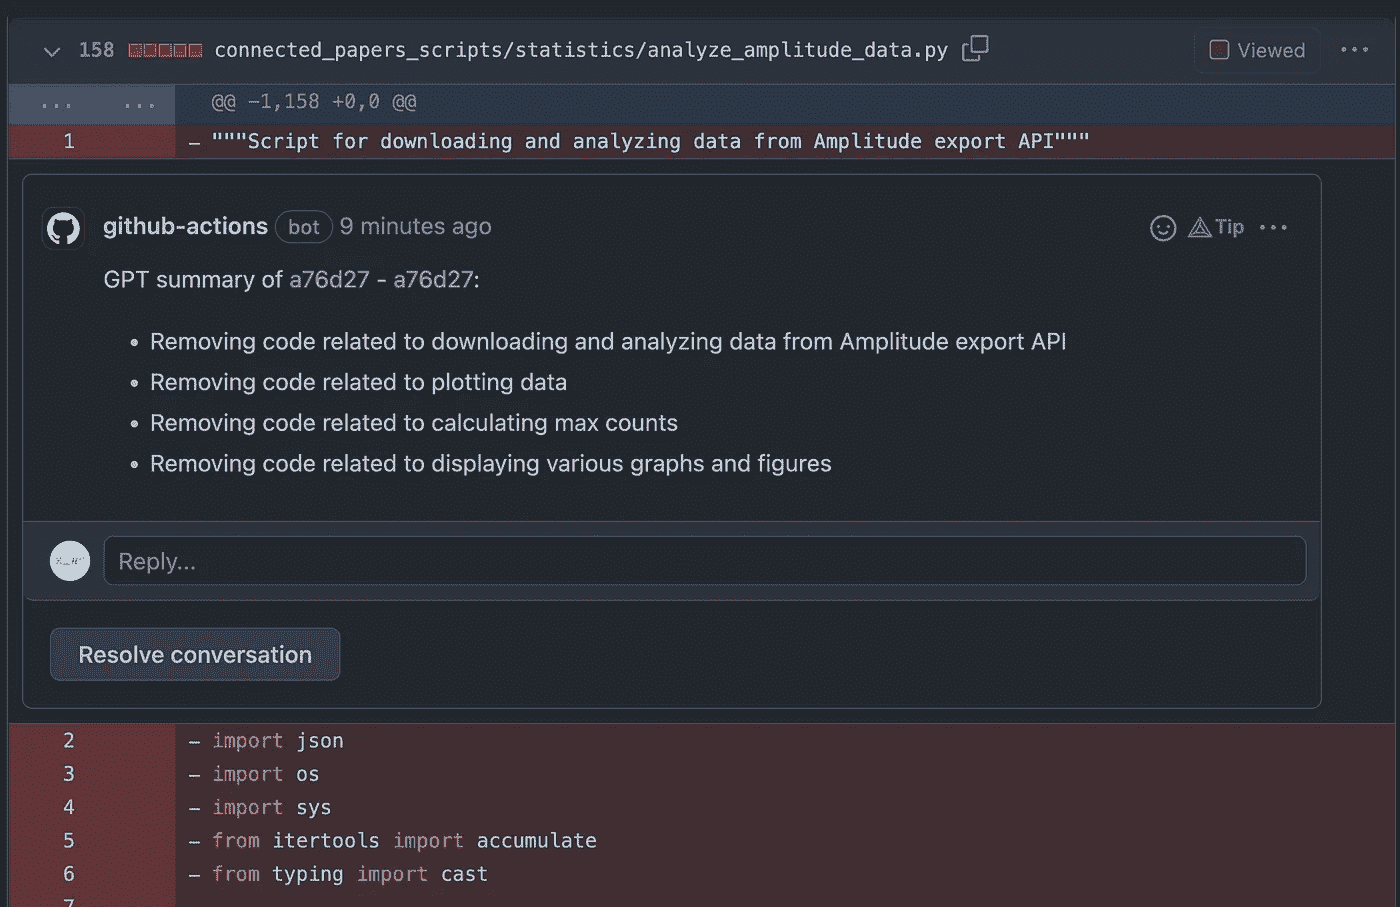 158 connected_papers_scripts/statistics/analyze_amplitude_data.py Viewed ...
... ... @@ -1,158 +0,0 @@
1 - """Script for downloading and analyzing data from Amplitude export API"""
github-actions bot 9 minutes ago Tip ...
GPT summary of a76d27 - a76d27:
• Removing code related to downloading and analyzing data from Amplitude export API
• Removing code related to plotting data
• Removing code related to calculating max counts
• Removing code related to displaying various graphs and figures
Reply...
Resolve conversation
2 - import json
3 - import os
4 - import sys
5 - from itertools import accumulate
6 - from typing import cast
7